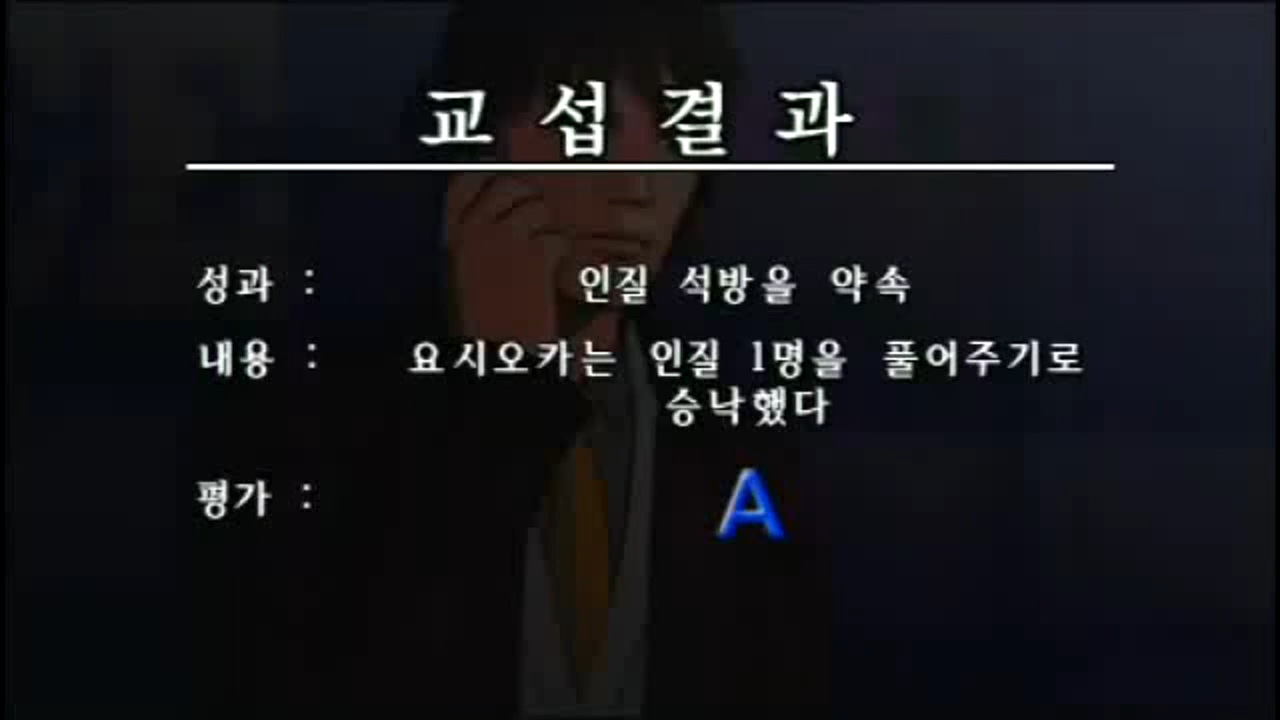 교섭결과
성과 : 인질 석방을 약속
내용 : 요시오카는 인질 1명을 풀어주기로
승낙했다
평가 : A